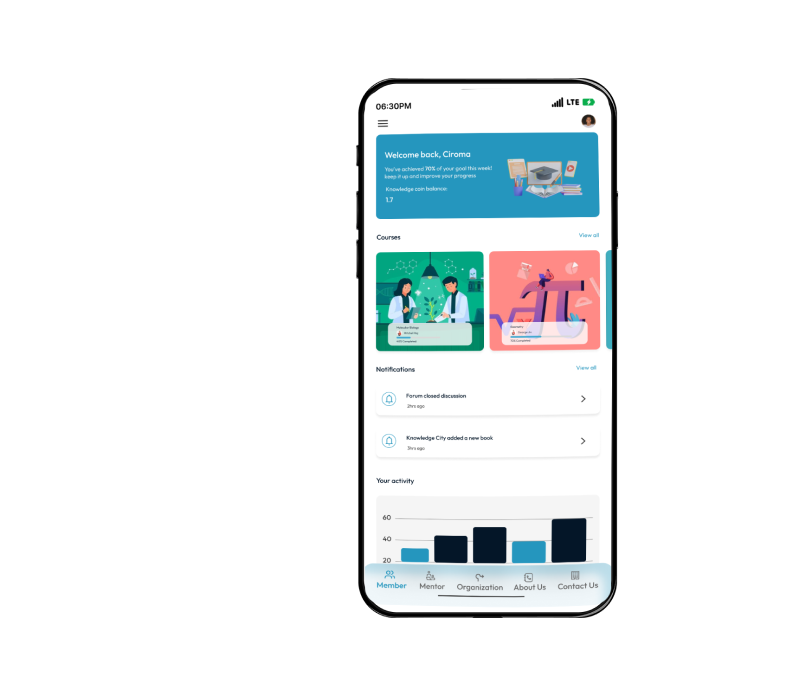 06:30PM
LTE
Welcome back, Ciroma
You've achieved 70% of your goal this week!
keep it up and improve your progress
Knowledge coin balance:
1.7
Courses
View all
Molecular Biology
Geometry
Notifications
View all
Forum closed discussion
2hrs ago
Knowledge City added a new book
3hrs ago
Your activity
60
40
20
Member
Mentor
Organization
About Us
Contact Us